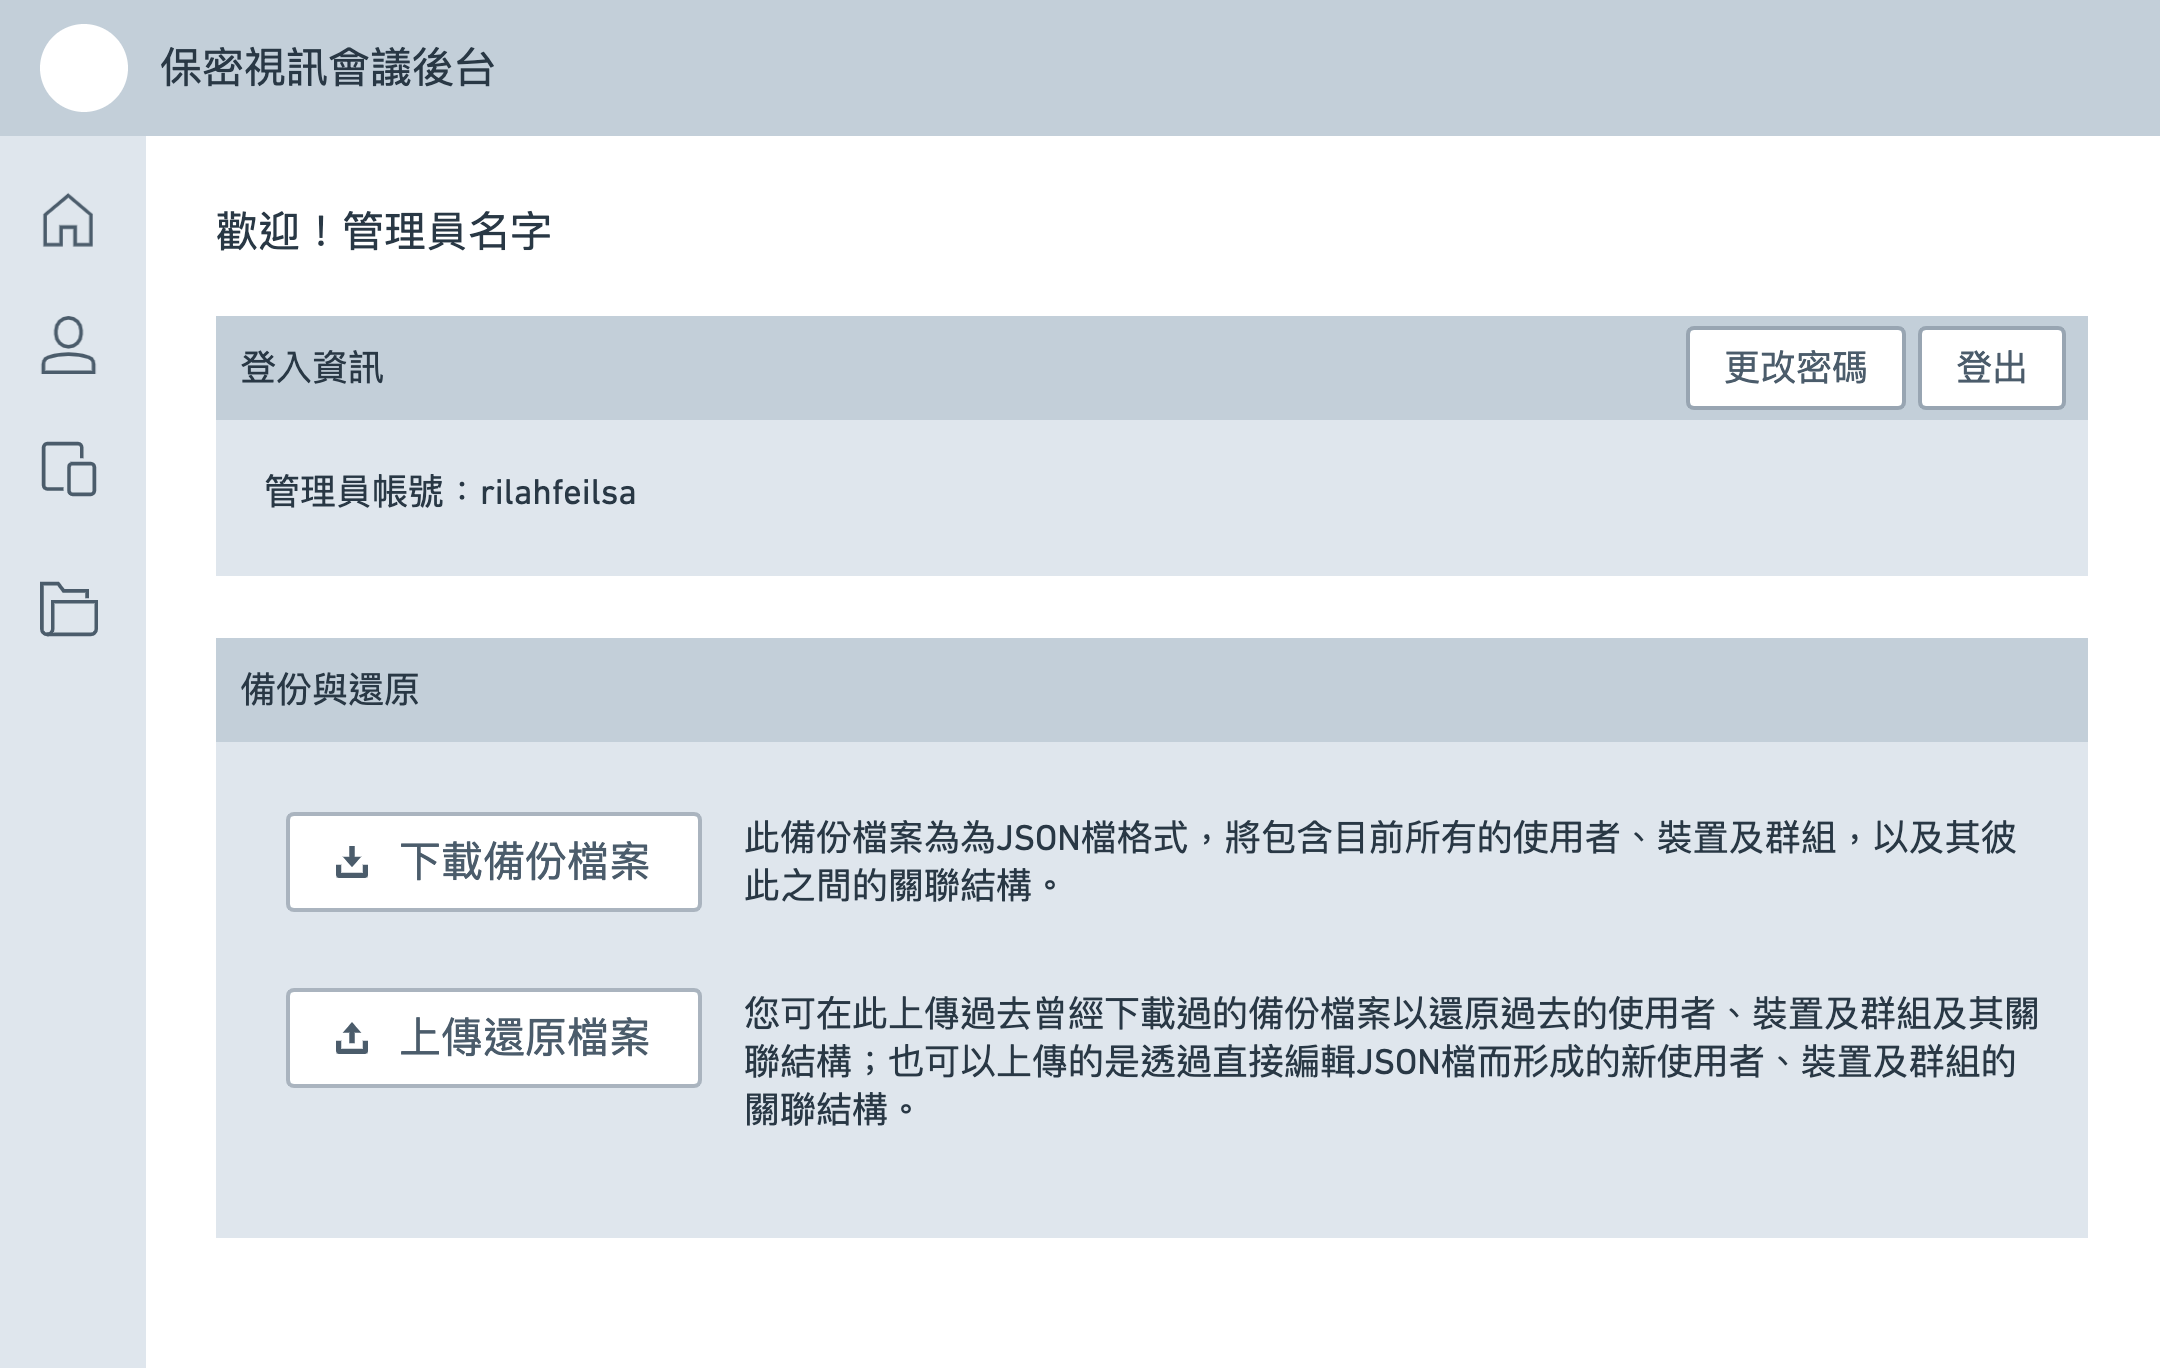 保密視訊會議後台
歡迎！管理員名字
登入資訊
更改密碼
登出
管理員帳號：rilahfeilsa
備份與還原
下載備份檔案
此備份檔案為為JSON檔格式，將包含目前所有的使用者、裝置及群組，以及其彼
此之間的關聯結構。
上傳還原檔案
您可在此上傳過去曾經下載過的備份檔案以還原過去的使用者、裝置及群組及其關
聯結構；也可以上傳的是透過直接編輯JSON檔而形成的新使用者、裝置及群組的
關聯結構。